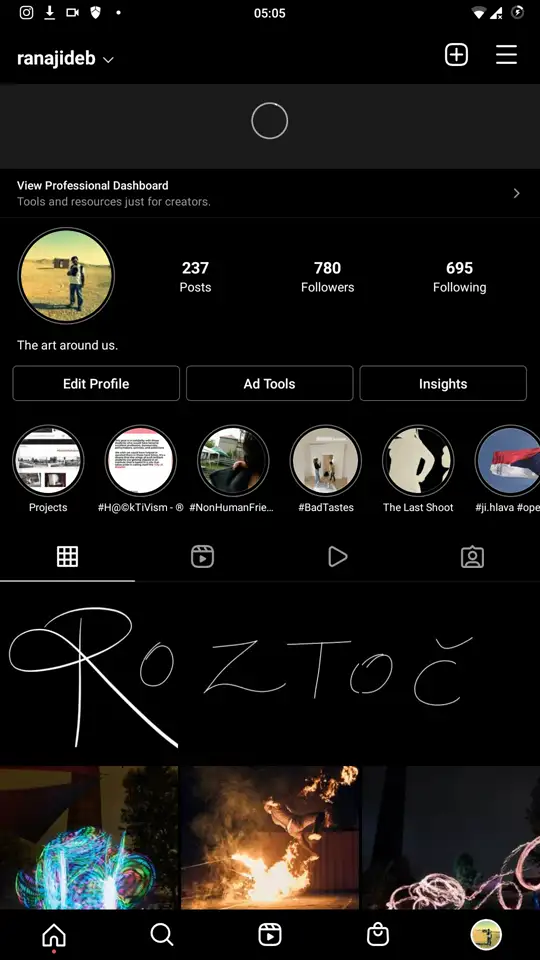 05:05
ranajideb
View Professional Dashboard
Tools and resources just for creators.
237 780 695
Posts Followers Following
The art around us.
Edit Profile Ad Tools Insights
Projects #H@©kTiVism - ® #NonHumanFrie... #BadTastes The Last Shoot #ji.hlava #ope
ROZTOČ